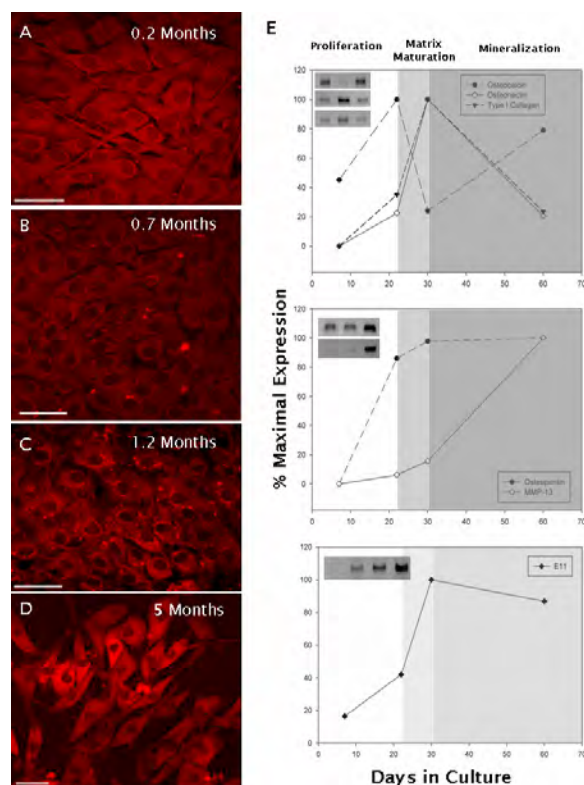 A
0.2 Months
B
0.7 Months
C
1.2 Months
D
5 Months
E
Proliferation
Matrix
Maturation
Mineralization
Osteocalcin
Osteonectin
Type I Collagen
120
100
80
60
40
20
0
0 10 20 30 40 50 60 70
% Maximal Expression
120
100
80
60
40
20
0
Osteopontin
MMP-13
0 10 20 30 40 50 60 70
120
100
80
60
40
20
0
E11
0 10 20 30 40 50 60 70
Days in Culture